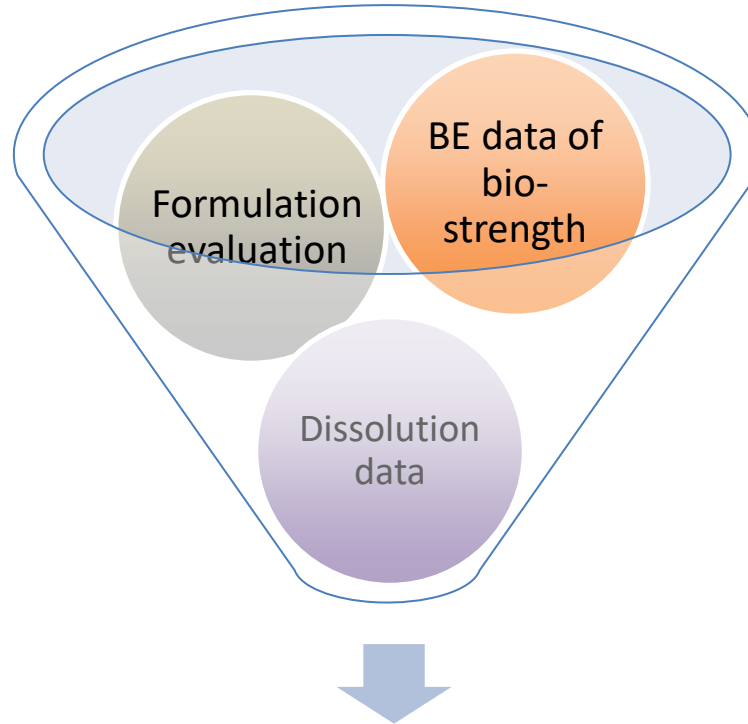 Formulation
evaluation
BE data of
bio-
strength
Dissolution
data